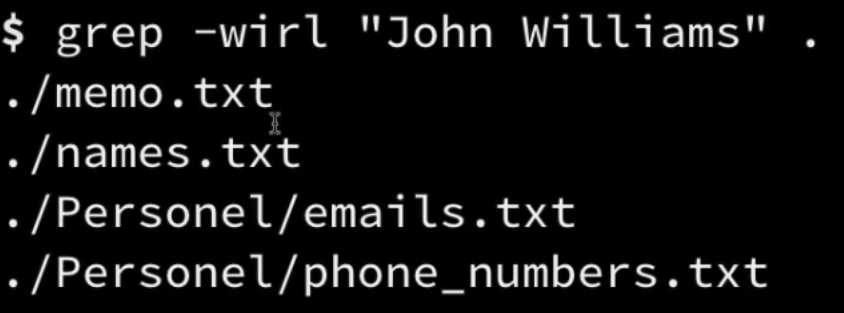 $ grep -wirl "John Williams" .
./memo.txt
./names.txt
./Personel/emails.txt
./Personel/phone_numbers.txt